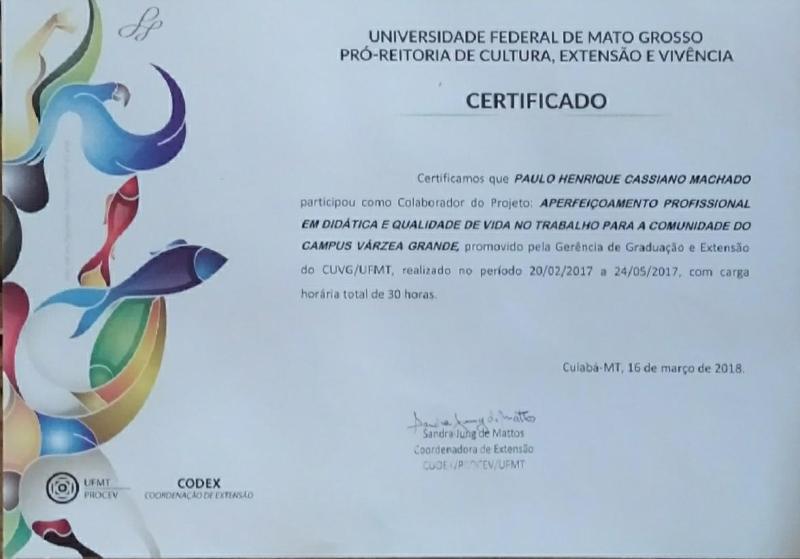 UNIVERSIDADE FEDERAL DE MATO GROSSO
PRÓ-REITORIA DE CULTURA, EXTENSÃO E VIVÊNCIA
CERTIFICADO
Certificamos que PAULO HENRIQUE CASSIANO MACHADO
participou como Colaborador do Projeto: APERFEIÇOAMENTO PROFISSIONAL
EM DIDÁTICA E QUALIDADE DE VIDA NO TRABALHO PARA A COMUNIDADE DO
CAMPUS VÁRZEA GRANDE, promovido pela Gerência de Graduação e Extensão
do CUVG/UFMT, realizado no período 20/02/2017 a 24/05/2017, com carga
horária total de 30 horas.
Cuiabá-MT, 16 de março de 2018.
Sandra Jung de Mattos
Sandra Jung de Mattos
Coordenadora de Extensão
CODEX/PROCEV/UFMT
UFMT
PROCEV
CODEX
COORDENAÇÃO DE EXTENSÃO